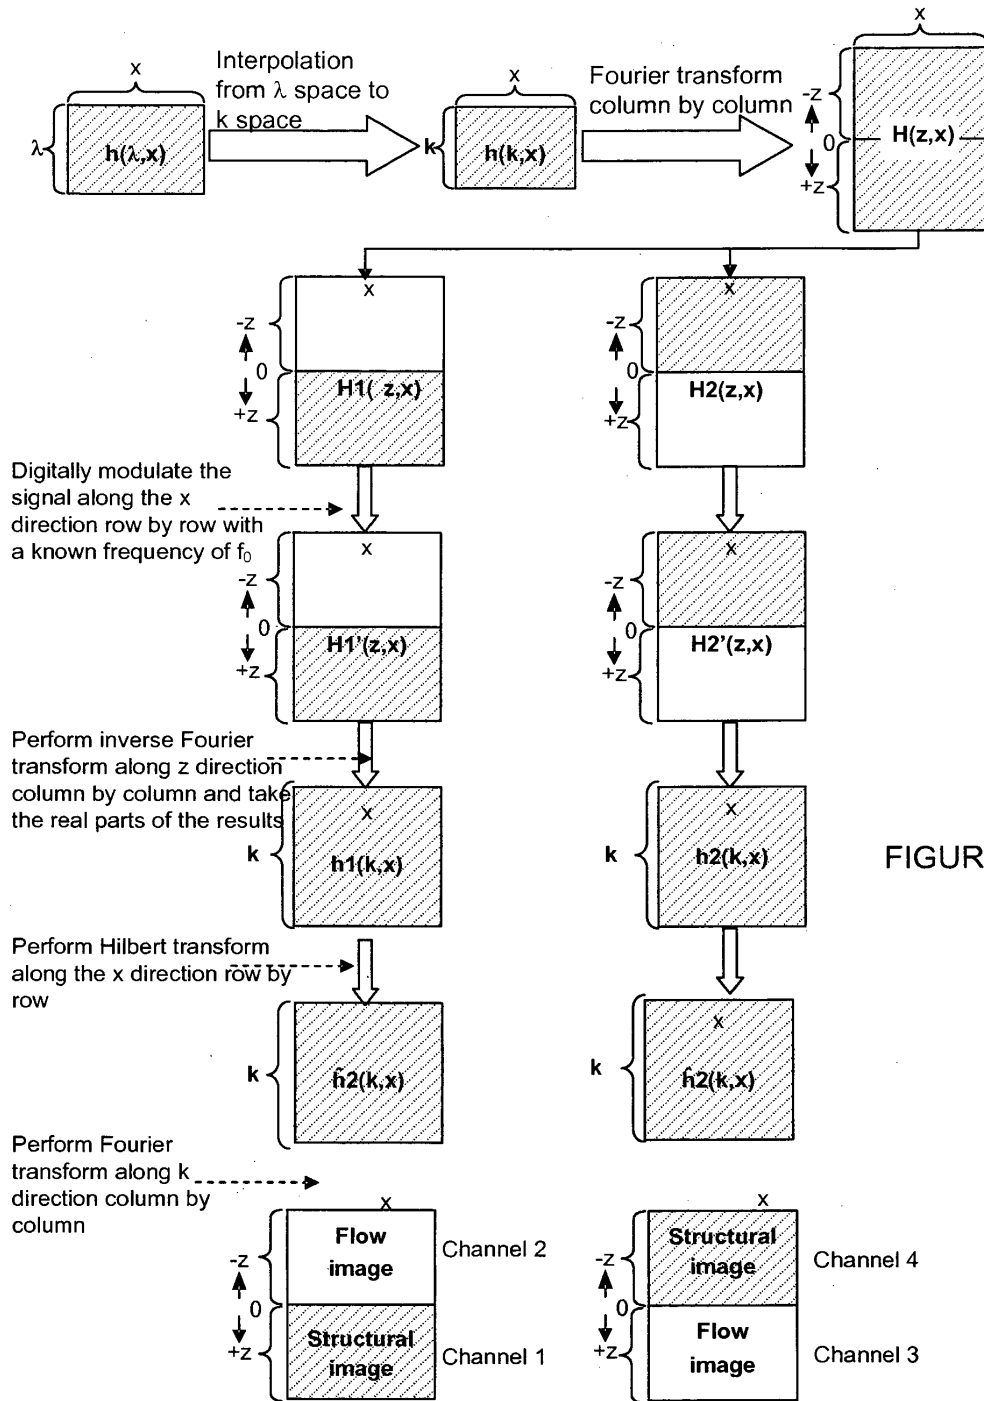 x
Interpolation
from λ space to
k space
x
Fourier transform
column by column
x
λ
h(λ,x)
k
h(k,x)
-z
0
+z
H(z,x)
x
-z
0
+z
H1( z,x)
x
-z
0
+z
H2(z,x)
Digitally modulate the
signal along the x
direction row by row with
a known frequency of f₀
x
-z
0
+z
H1'(z,x)
x
-z
0
+z
H2'(z,x)
Perform inverse Fourier
transform along z direction
column by column and take
the real parts of the results
x
k
h1(k,x)
x
k
h2(k,x)
FIGUR
Perform Hilbert transform
along the x direction row by
row
k
ĥ2(k,x)
x
k
ĥ2(k,x)
Perform Fourier
transform along k
direction column by
column
x
-z
0
+z
Flow
image
Channel 2
Structural
image
Channel 1
x
-z
0
+z
Structural
image
Channel 4
Flow
image
Channel 3